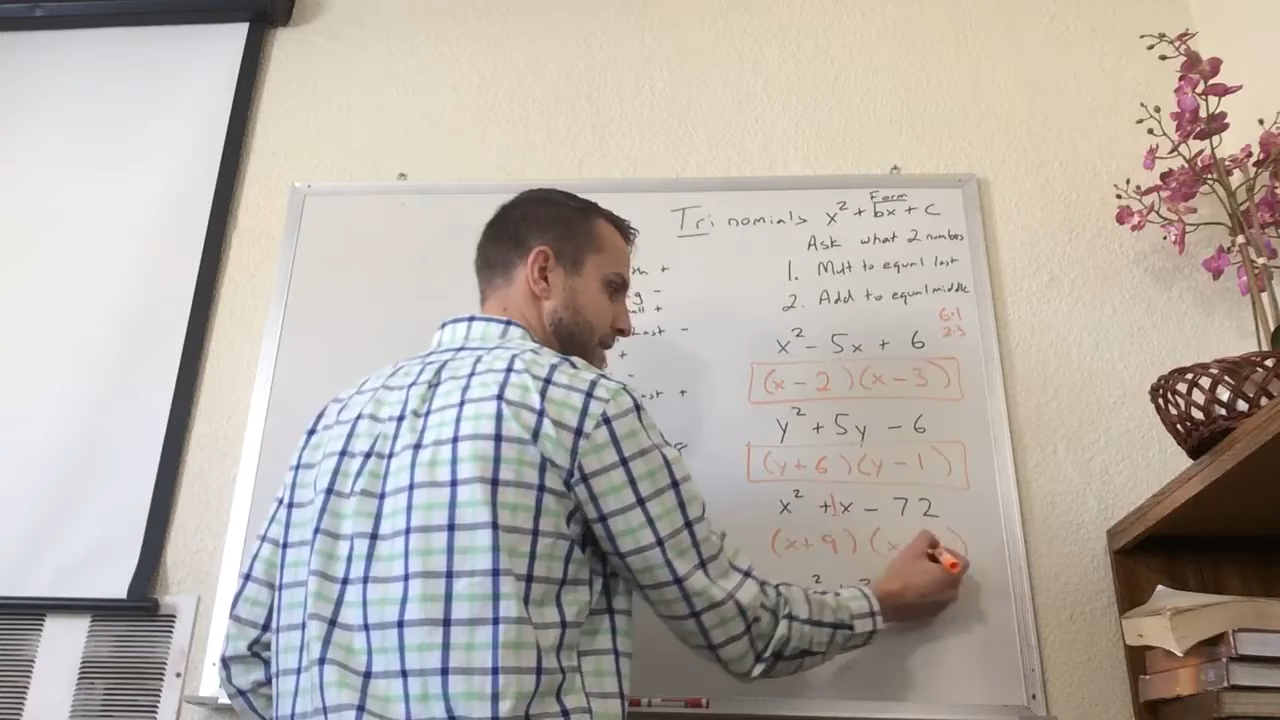 Trinomials x² + bx + c
Form
Ask what 2 numbers
1. Mult to equal last
2. Add to equal middle
6·1
2·3
x² - 5x + 6
(x - 2)(x - 3)
y² + 5y - 6
(y + 6)(y - 1)
x² + 1x - 72
(x + 9)(x
+
-
+
last -
+
-
+